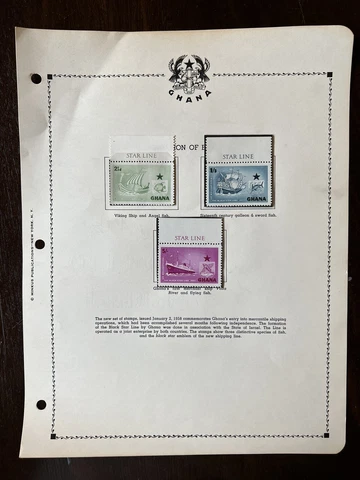 GHANA
ION OF
STAR LINE
STAR LINE
2½d
GHANA
1/3
GHANA
Viking Ship and Angel fish.
Sixteenth century galleon & sword fish.
STAR LINE
GHANA
River and flying fish.
The new set of stamps, issued January 2, 1958 commemorates Ghana's entry into mercantile shipping
operations, which had been accomplished several months following independence. The formation
of the Black Star Line by Ghana was done in association with the State of Israel. The Line is
operated as a joint enterprise by both countries. The stamps show three distinctive species of fish,
and the black star emblem of the new shipping line.
© MINKUS PUBLICATIONS NEW YORK, N. Y.